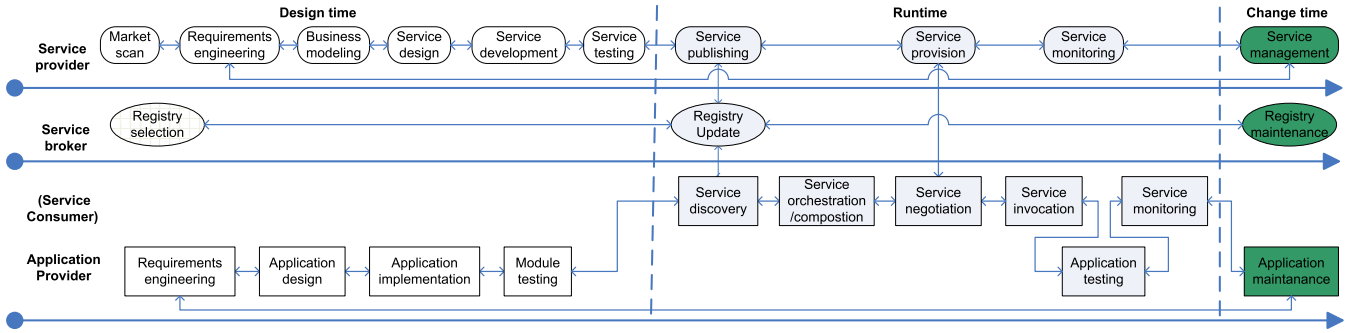 Design time
Runtime
Change time
Service
provider
Market
scan
Requirements
engineering
Business
modeling
Service
design
Service
development
Service
testing
Service
publishing
Service
provision
Service
monitoring
Service
management
Service
broker
Registry
selection
Registry
Update
Registry
maintenance
(Service
Consumer)
Service
discovery
Service
orchestration
/compostion
Service
negotiation
Service
invocation
Service
monitoring
Application
Provider
Requirements
engineering
Application
design
Application
implementation
Module
testing
Application
testing
Application
maintanance